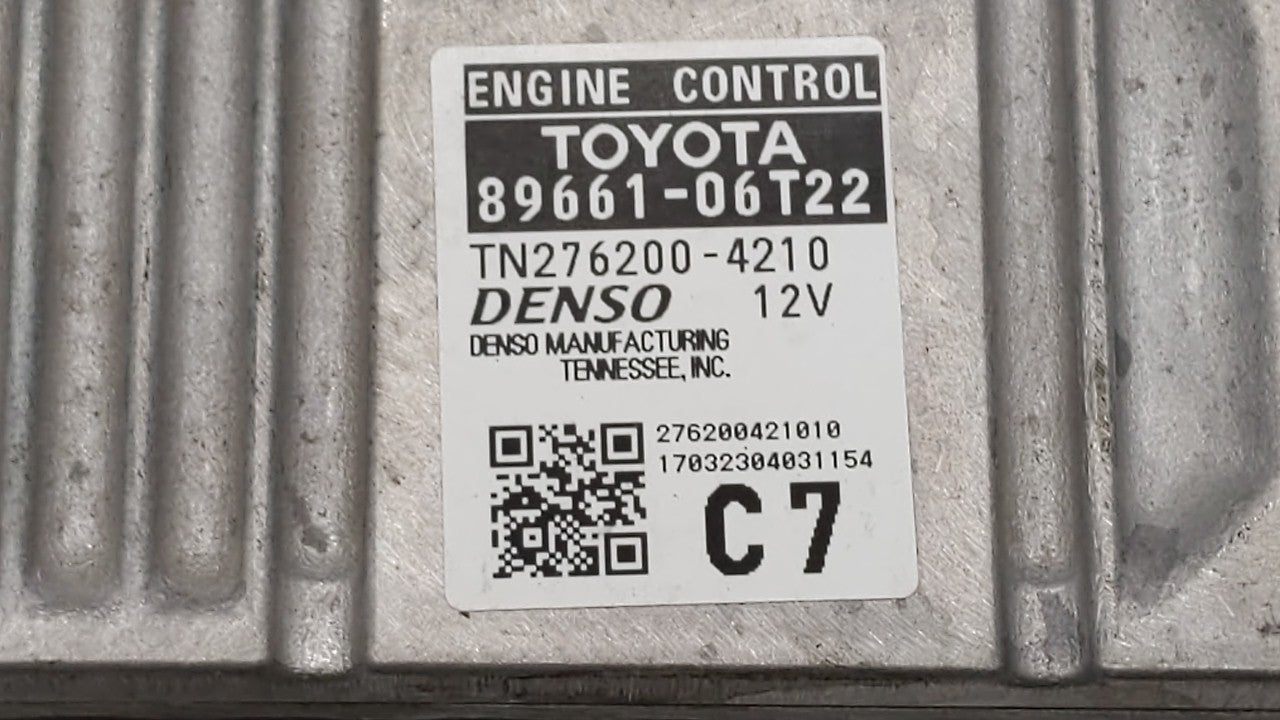 ENGINE CONTROL
TOYOTA
89661-06T22
TN276200-4210
DENSO 12V
DENSO MANUFACTURING
TENNESSEE, INC.
276200421010
17032304031154
C7